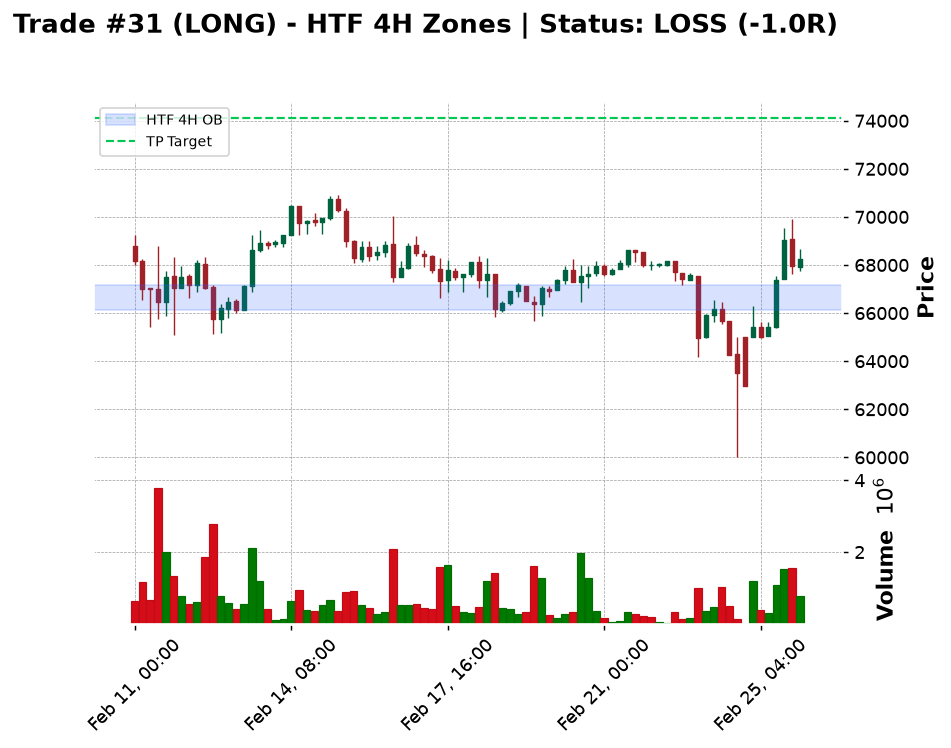 Trade #31 (LONG) - HTF 4H Zones | Status: LOSS (-1.0R)
HTF 4H OB
TP Target
74000
72000
70000
68000
66000
64000
62000
60000
Price
4
2
Volume 10⁶
Feb 11, 00:00
Feb 14, 08:00
Feb 17, 16:00
Feb 21, 00:00
Feb 25, 04:00